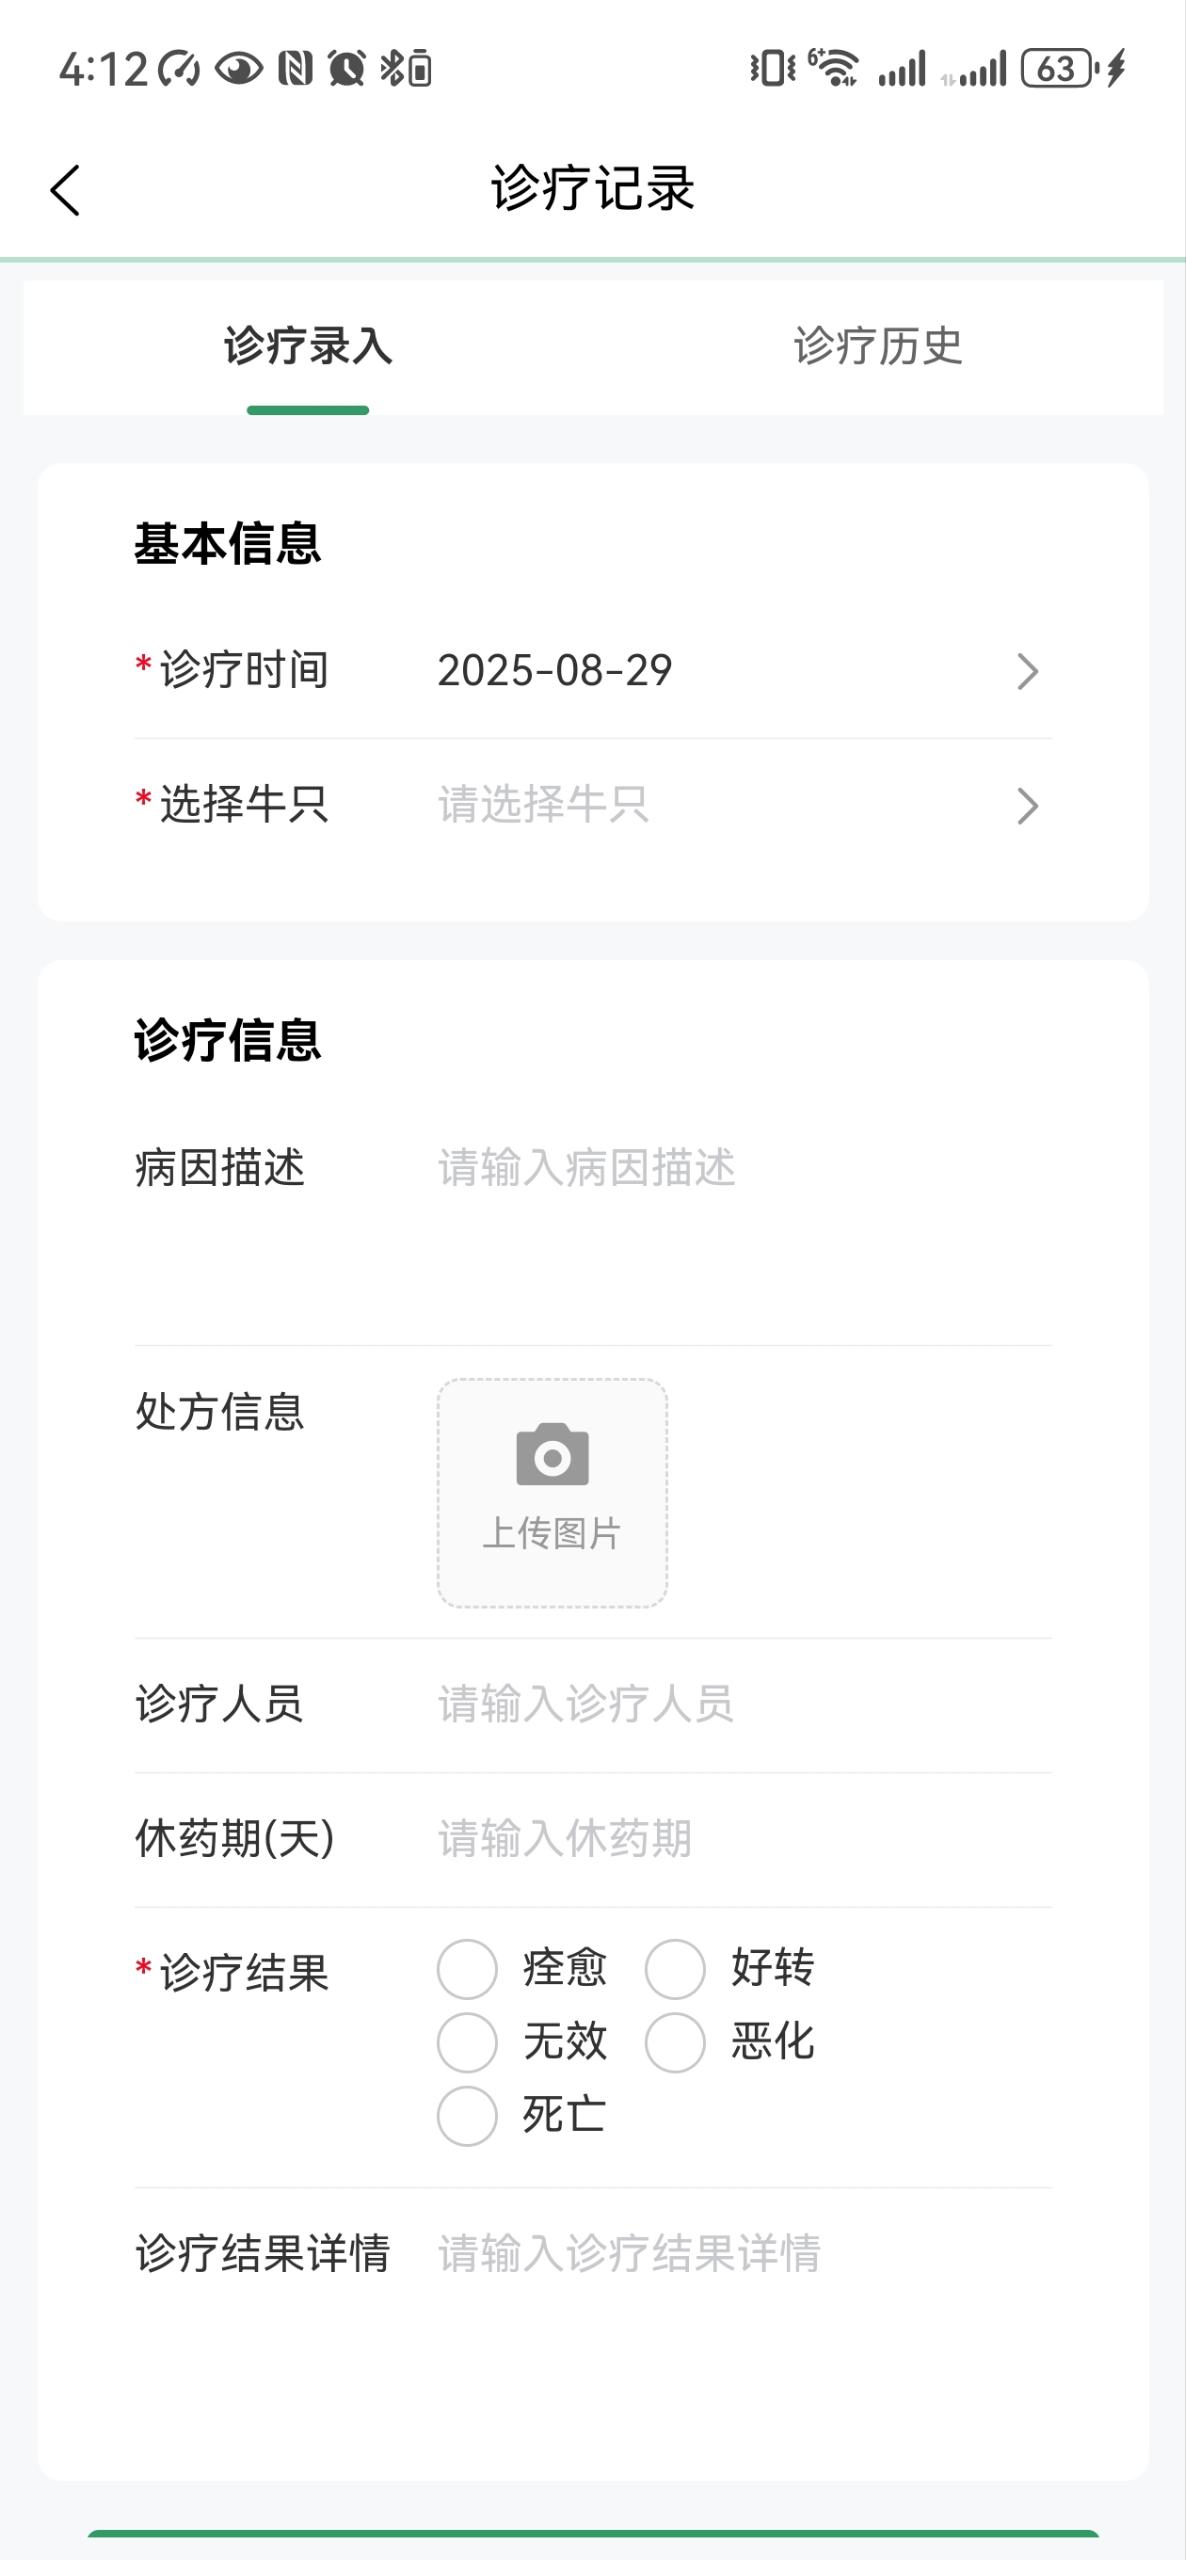 4:12
6+
63
诊疗记录
诊疗录入 诊疗历史
基本信息
*诊疗时间 2025-08-29
*选择牛只 请选择牛只
诊疗信息
病因描述 请输入病因描述
处方信息
上传图片
诊疗人员 请输入诊疗人员
休药期(天) 请输入休药期
*诊疗结果 痊愈 好转
无效 恶化
死亡
诊疗结果详情 请输入诊疗结果详情